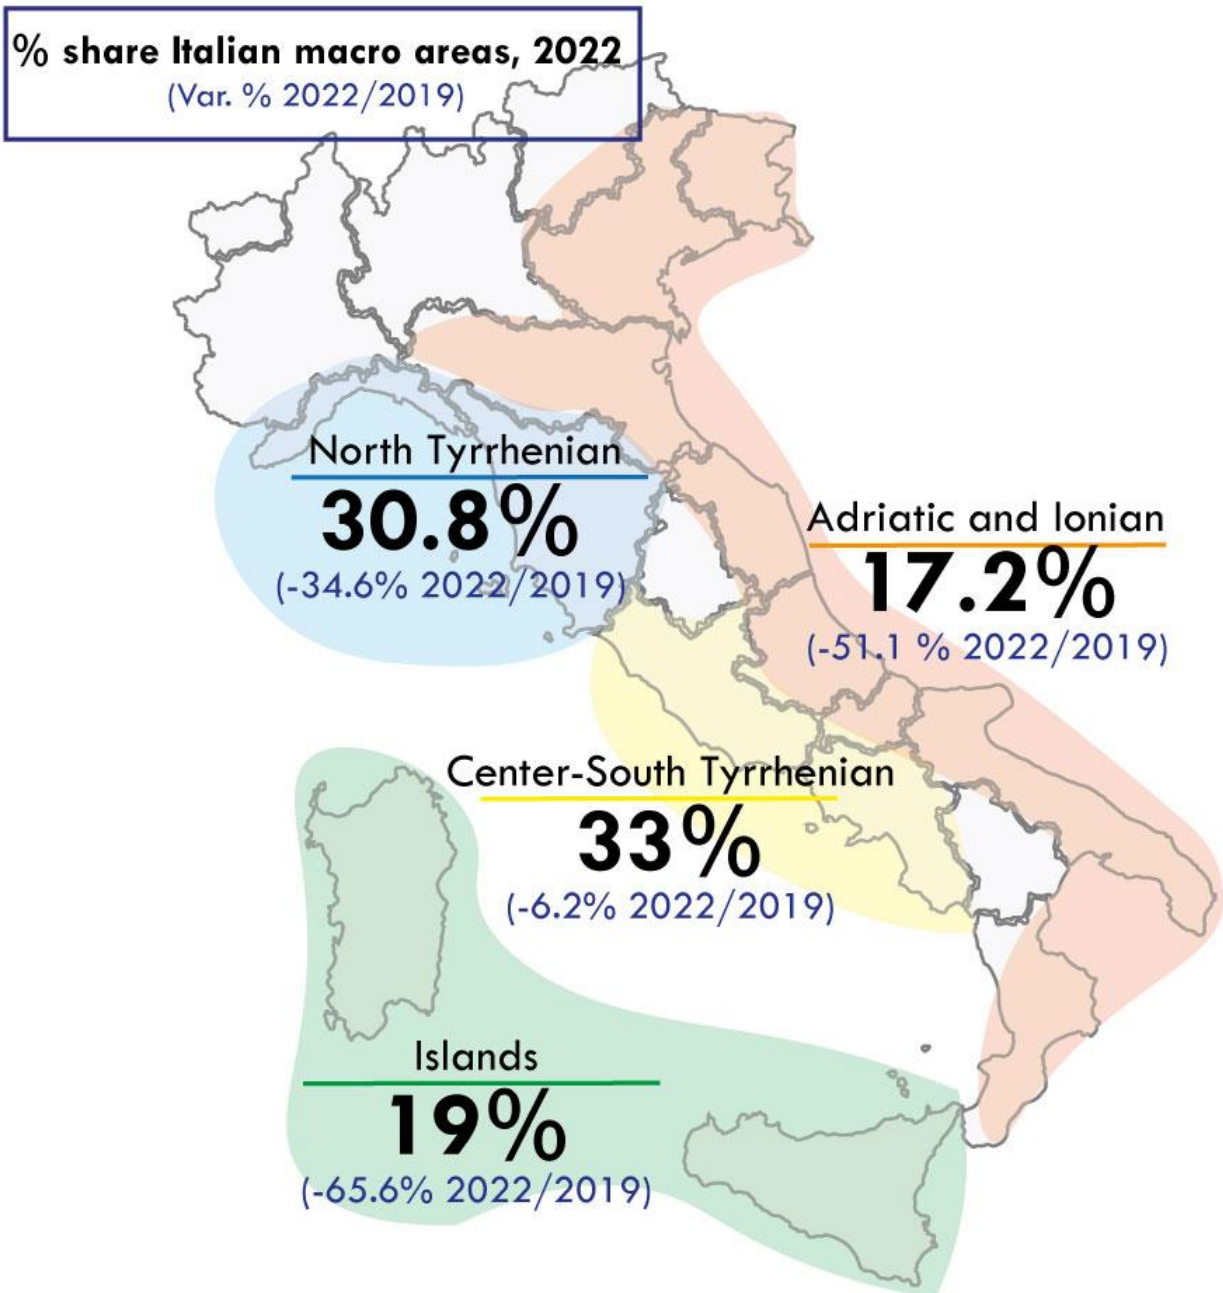 % share Italian macro areas, 2022
(Var. % 2022/2019)
North Tyrrhenian
30.8%
(-34.6% 2022/2019)
Adriatic and Ionian
17.2%
(-51.1 % 2022/2019)
Center-South Tyrrhenian
33%
(-6.2% 2022/2019)
Islands
19%
(-65.6% 2022/2019)